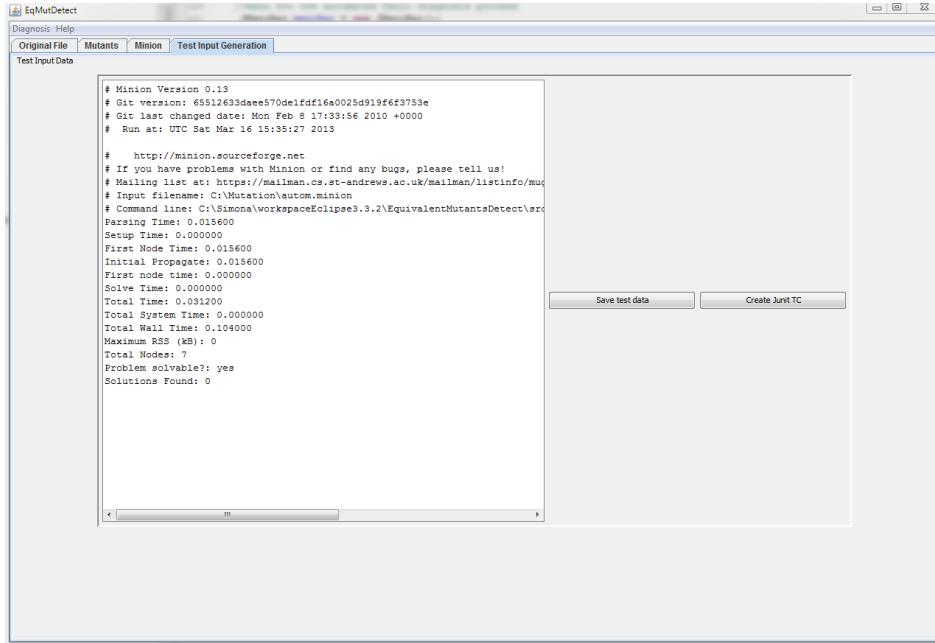 EqMutDetect
Diagnosis Help
Original File Mutants Minion Test Input Generation
Test Input Data
# Minion Version 0.13
# Git version: 65512633daee570de1fdf16a0025d919f6f3753e
# Git last changed date: Mon Feb 8 17:33:56 2010 +0000
#  Run at: UTC Sat Mar 16 15:35:27 2013
#    http://minion.sourceforge.net
# If you have problems with Minion or find any bugs, please tell us!
# Mailing list at: https://mailman.cs.st-andrews.ac.uk/mailman/listinfo/mug
# Input filename: C:\Mutation\autom.minion
# Command line: C:\Simona\workspaceEclipse3.3.2\EquivalentMutantsDetect\src
Parsing Time: 0.015600
Setup Time: 0.000000
First Node Time: 0.015600
Initial Propagate: 0.015600
First node time: 0.000000
Solve Time: 0.000000
Total Time: 0.031200
Total System Time: 0.000000
Total Wall Time: 0.104000
Maximum RSS (kB): 0
Total Nodes: 7
Problem solvable?: yes
Solutions Found: 0
Save test data
Create Junit TC